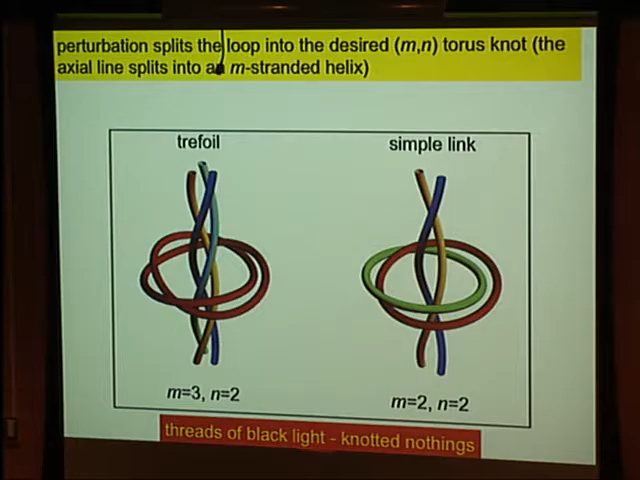 perturbation splits the loop into the desired (m,n) torus knot (the
axial line splits into an m-stranded helix)
trefoil
simple link
m=3, n=2
m=2, n=2
threads of black light - knotted nothings